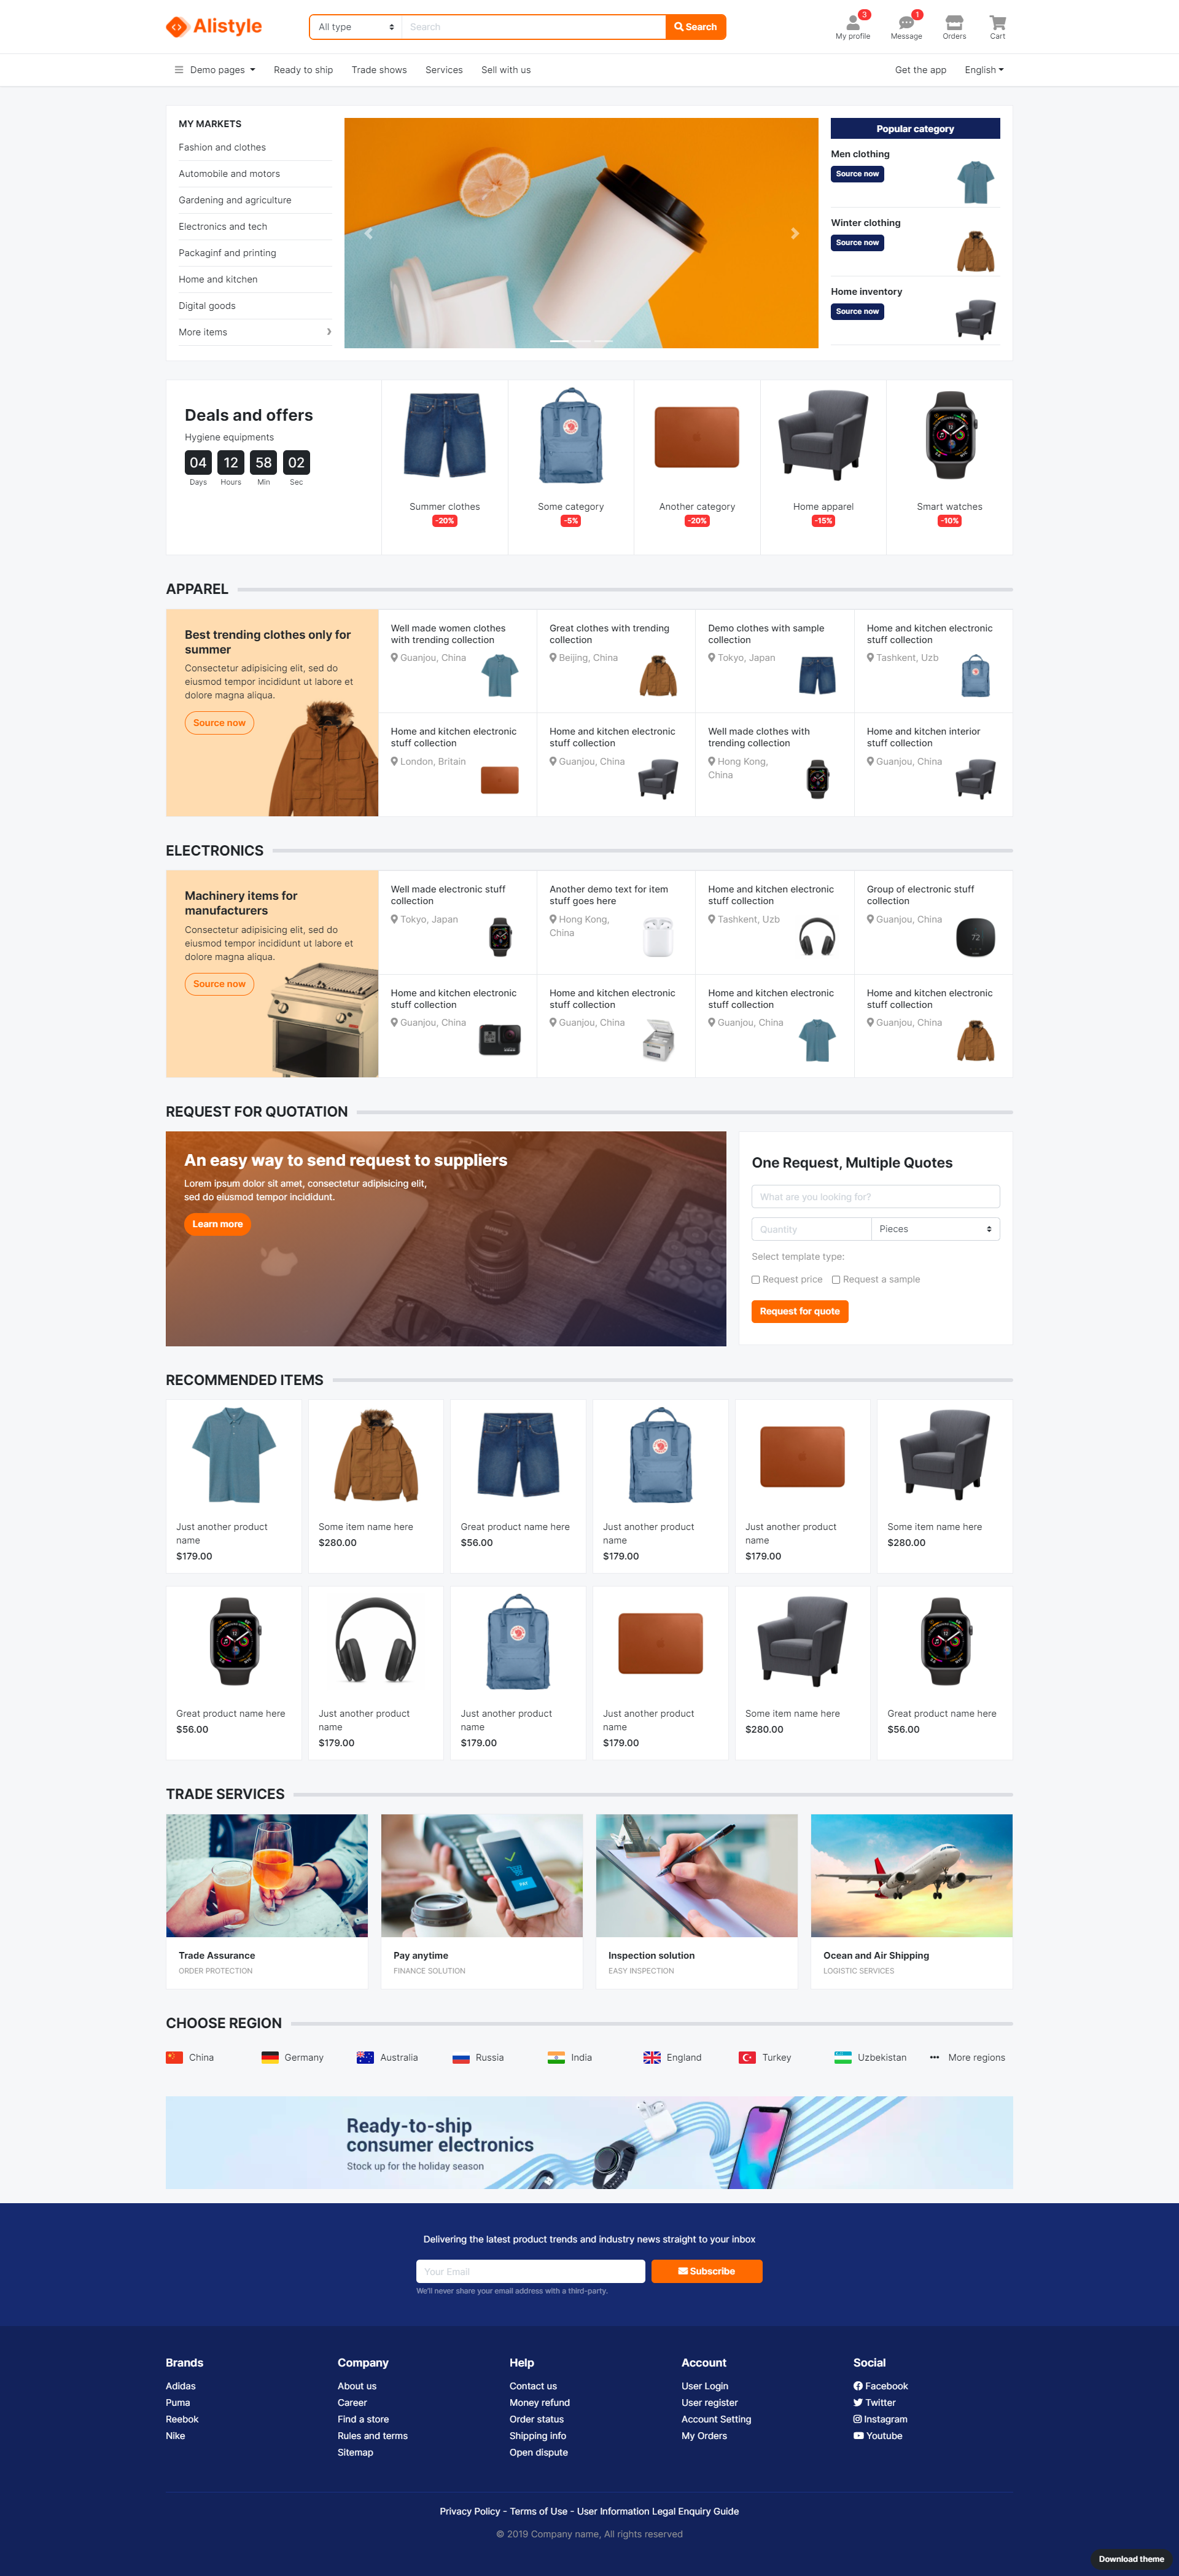 Alistyle
All type
Search
Search
3
My profile
1
Message
Orders
Cart
Demo pages
Ready to ship
Trade shows
Services
Sell with us
Get the app
English
MY MARKETS
Fashion and clothes
Automobile and motors
Gardening and agriculture
Electronics and tech
Packaginf and printing
Home and kitchen
Digital goods
More items
Popular category
Men clothing
Source now
Winter clothing
Source now
Home inventory
Source now
Deals and offers
Hygiene equipments
04 12 58 02
Days Hours Min Sec
Summer clothes
-20%
Some category
-5%
Another category
-20%
Home apparel
-15%
Smart watches
-10%
APPAREL
Best trending clothes only for
summer
Consectetur adipisicing elit, sed do
eiusmod tempor incididunt ut labore et
dolore magna aliqua.
Source now
Well made women clothes
with trending collection
Guanjou, China
Great clothes with trending
collection
Beijing, China
Demo clothes with sample
collection
Tokyo, Japan
Home and kitchen electronic
stuff collection
Tashkent, Uzb
Home and kitchen electronic
stuff collection
London, Britain
Home and kitchen electronic
stuff collection
Guanjou, China
Well made clothes with
trending collection
Hong Kong,
China
Home and kitchen interior
stuff collection
Guanjou, China
ELECTRONICS
Machinery items for
manufacturers
Consectetur adipisicing elit, sed do
eiusmod tempor incididunt ut labore et
dolore magna aliqua.
Source now
Well made electronic stuff
collection
Tokyo, Japan
Another demo text for item
stuff goes here
Hong Kong,
China
Home and kitchen electronic
stuff collection
Tashkent, Uzb
Group of electronic stuff
collection
Guanjou, China
72
Home and kitchen electronic
stuff collection
Guanjou, China
Home and kitchen electronic
stuff collection
Guanjou, China
Home and kitchen electronic
stuff collection
Guanjou, China
Home and kitchen electronic
stuff collection
Guanjou, China
REQUEST FOR QUOTATION
An easy way to send request to suppliers
Lorem ipsum dolor sit amet, consectetur adipisicing elit,
sed do eiusmod tempor incididunt.
Learn more
One Request, Multiple Quotes
What are you looking for?
Quantity
Pieces
Select template type:
Request price
Request a sample
Request for quote
RECOMMENDED ITEMS
Just another product
name
$179.00
Some item name here
$280.00
Great product name here
$56.00
Just another product
name
$179.00
Just another product
name
$179.00
Some item name here
$280.00
Great product name here
$56.00
Just another product
name
$179.00
Just another product
name
$179.00
Just another product
name
$179.00
Some item name here
$280.00
Great product name here
$56.00
TRADE SERVICES
PAY
Trade Assurance
ORDER PROTECTION
Pay anytime
FINANCE SOLUTION
Inspection solution
EASY INSPECTION
Ocean and Air Shipping
LOGISTIC SERVICES
CHOOSE REGION
China
Germany
Australia
Russia
India
England
Turkey
Uzbekistan
More regions
Ready-to-ship
consumer electronics
Stock up for the holiday season
Delivering the latest product trends and industry news straight to your inbox
Your Email
Subscribe
We'll never share your email address with a third-party.
Brands
Adidas
Puma
Reebok
Nike
Company
About us
Career
Find a store
Rules and terms
Sitemap
Help
Contact us
Money refund
Order status
Shipping info
Open dispute
Account
User Login
User register
Account Setting
My Orders
Social
Facebook
Twitter
Instagram
Youtube
Privacy Policy - Terms of Use - User Information Legal Enquiry Guide
© 2019 Company name, All rights reserved
Download theme